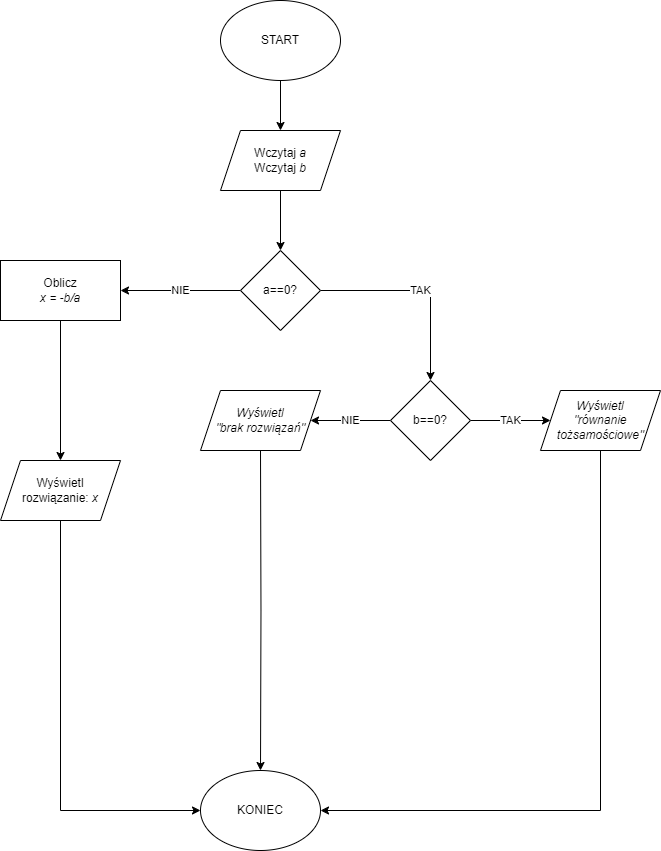 START
Wczytaj a
Wczytaj b
a==0?
NIE
TAK
Oblicz
x = -b/a
b==0?
NIE
TAK
Wyświetl
"brak rozwiązań"
Wyświetl
"równanie
tożsamościowe"
Wyświetl
rozwiązanie: x
KONIEC